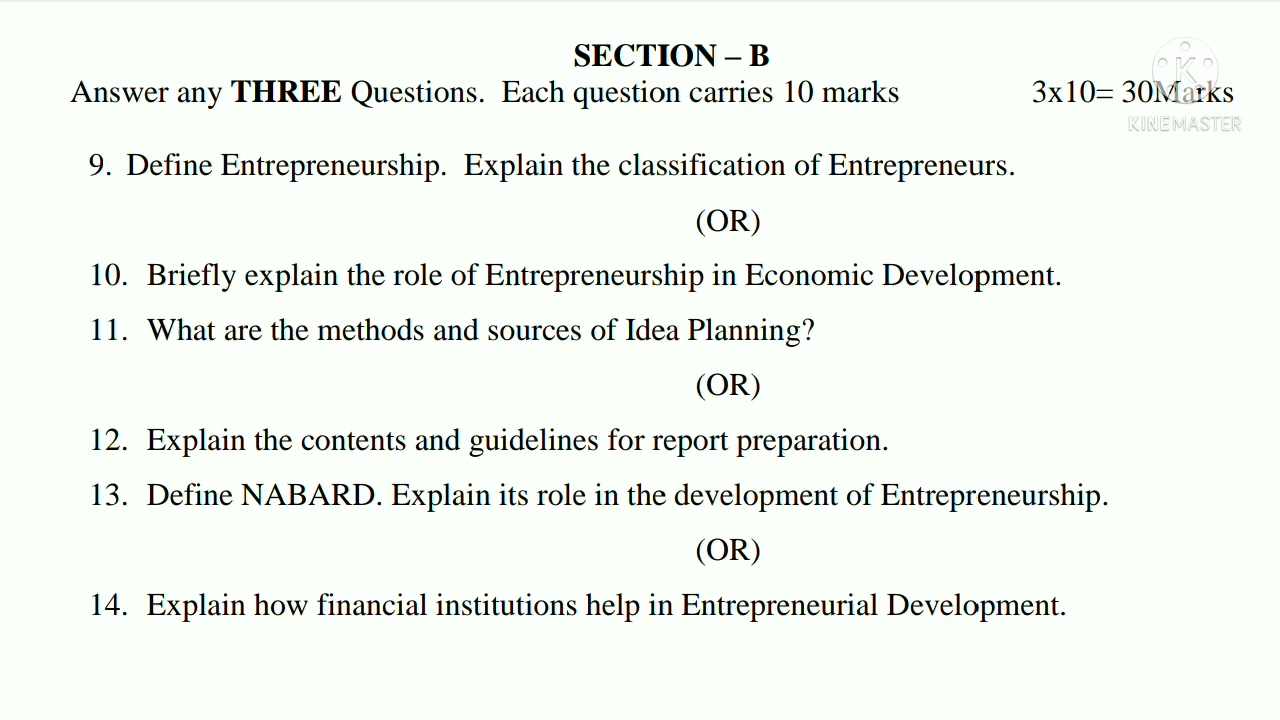 SECTION – B
Answer any THREE Questions. Each question carries 10 marks 3x10= 30Marks
KINEMASTER
9. Define Entrepreneurship. Explain the classification of Entrepreneurs.
(OR)
10. Briefly explain the role of Entrepreneurship in Economic Development.
11. What are the methods and sources of Idea Planning?
(OR)
12. Explain the contents and guidelines for report preparation.
13. Define NABARD. Explain its role in the development of Entrepreneurship.
(OR)
14. Explain how financial institutions help in Entrepreneurial Development.